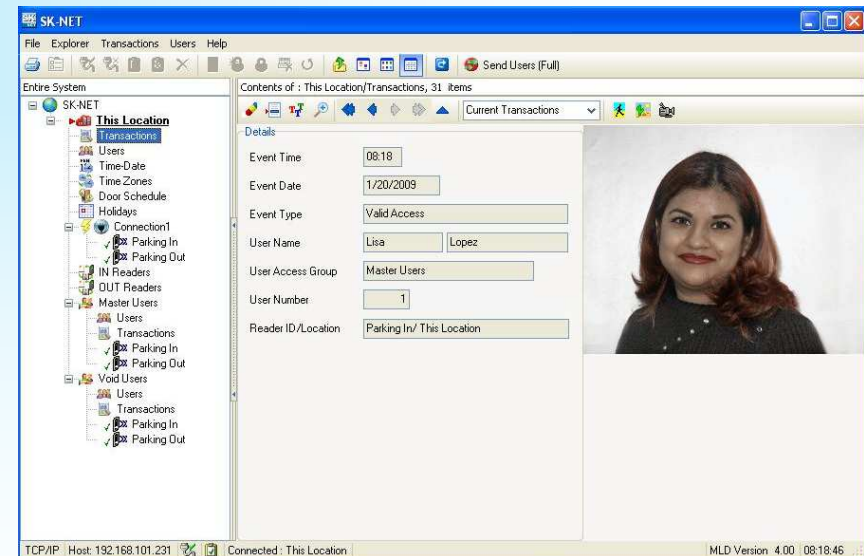 SK-NET
File Explorer Transactions Users Help
Send Users (Full)
Entire System
Contents of : This Location/Transactions, 31 items
SK-NET
This Location
Transactions
Users
Time-Date
Time Zones
Door Schedule
Holidays
Connection1
Parking In
Parking Out
IN Readers
OUT Readers
Master Users
Users
Transactions
Parking In
Parking Out
Void Users
Users
Transactions
Parking In
Parking Out
Current Transactions
Details
Event Time 08:18
Event Date 1/20/2009
Event Type Valid Access
User Name Lisa Lopez
User Access Group Master Users
User Number 1
Reader ID/Location Parking In/ This Location
TCP/IP Host: 192.168.101.231 Connected : This Location MLD Version 4.00 08:18:46